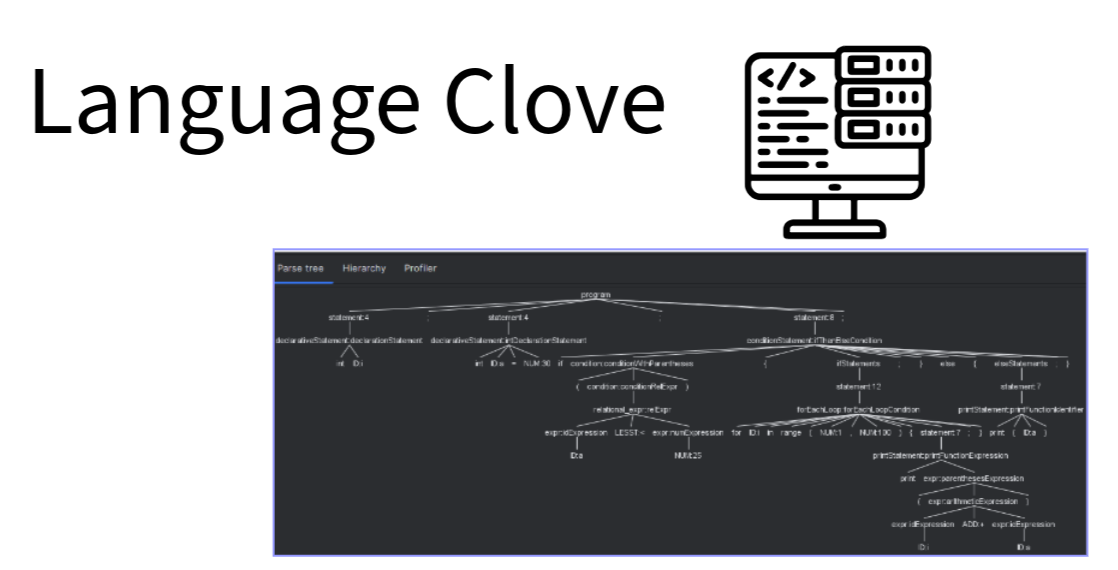 Language Clove
</>
Parse tree Hierarchy Profiler
program
statement:4 ; statement:4 ; statement:8 ;
declarativeStatement:declarationStatement declarativeStatement:intDeclarationStatement conditionStatement:ifThenElseCondition
int ID:i int ID:a = NUM:30 if condition:conditionWithParentheses { ifStatements ; } else { elseStatements ; }
( condition:conditionRelExpr ) statement:12 statement:7
relational_expr:relExpr forEachLoop:forEachLoopCondition printStatement:printFunctionIdentifier
expr:idExpression LESST:< expr:numExpression for ID:i in range ( NUM:1 , NUM:100 ) { statement:7 ; } print ( ID:a )
ID:a NUM:25 printStatement:printFunctionExpression
print expr:parenthesesExpression
( expr:arithmeticExpression )
expr:idExpression ADD:+ expr:idExpression
ID:i ID:a